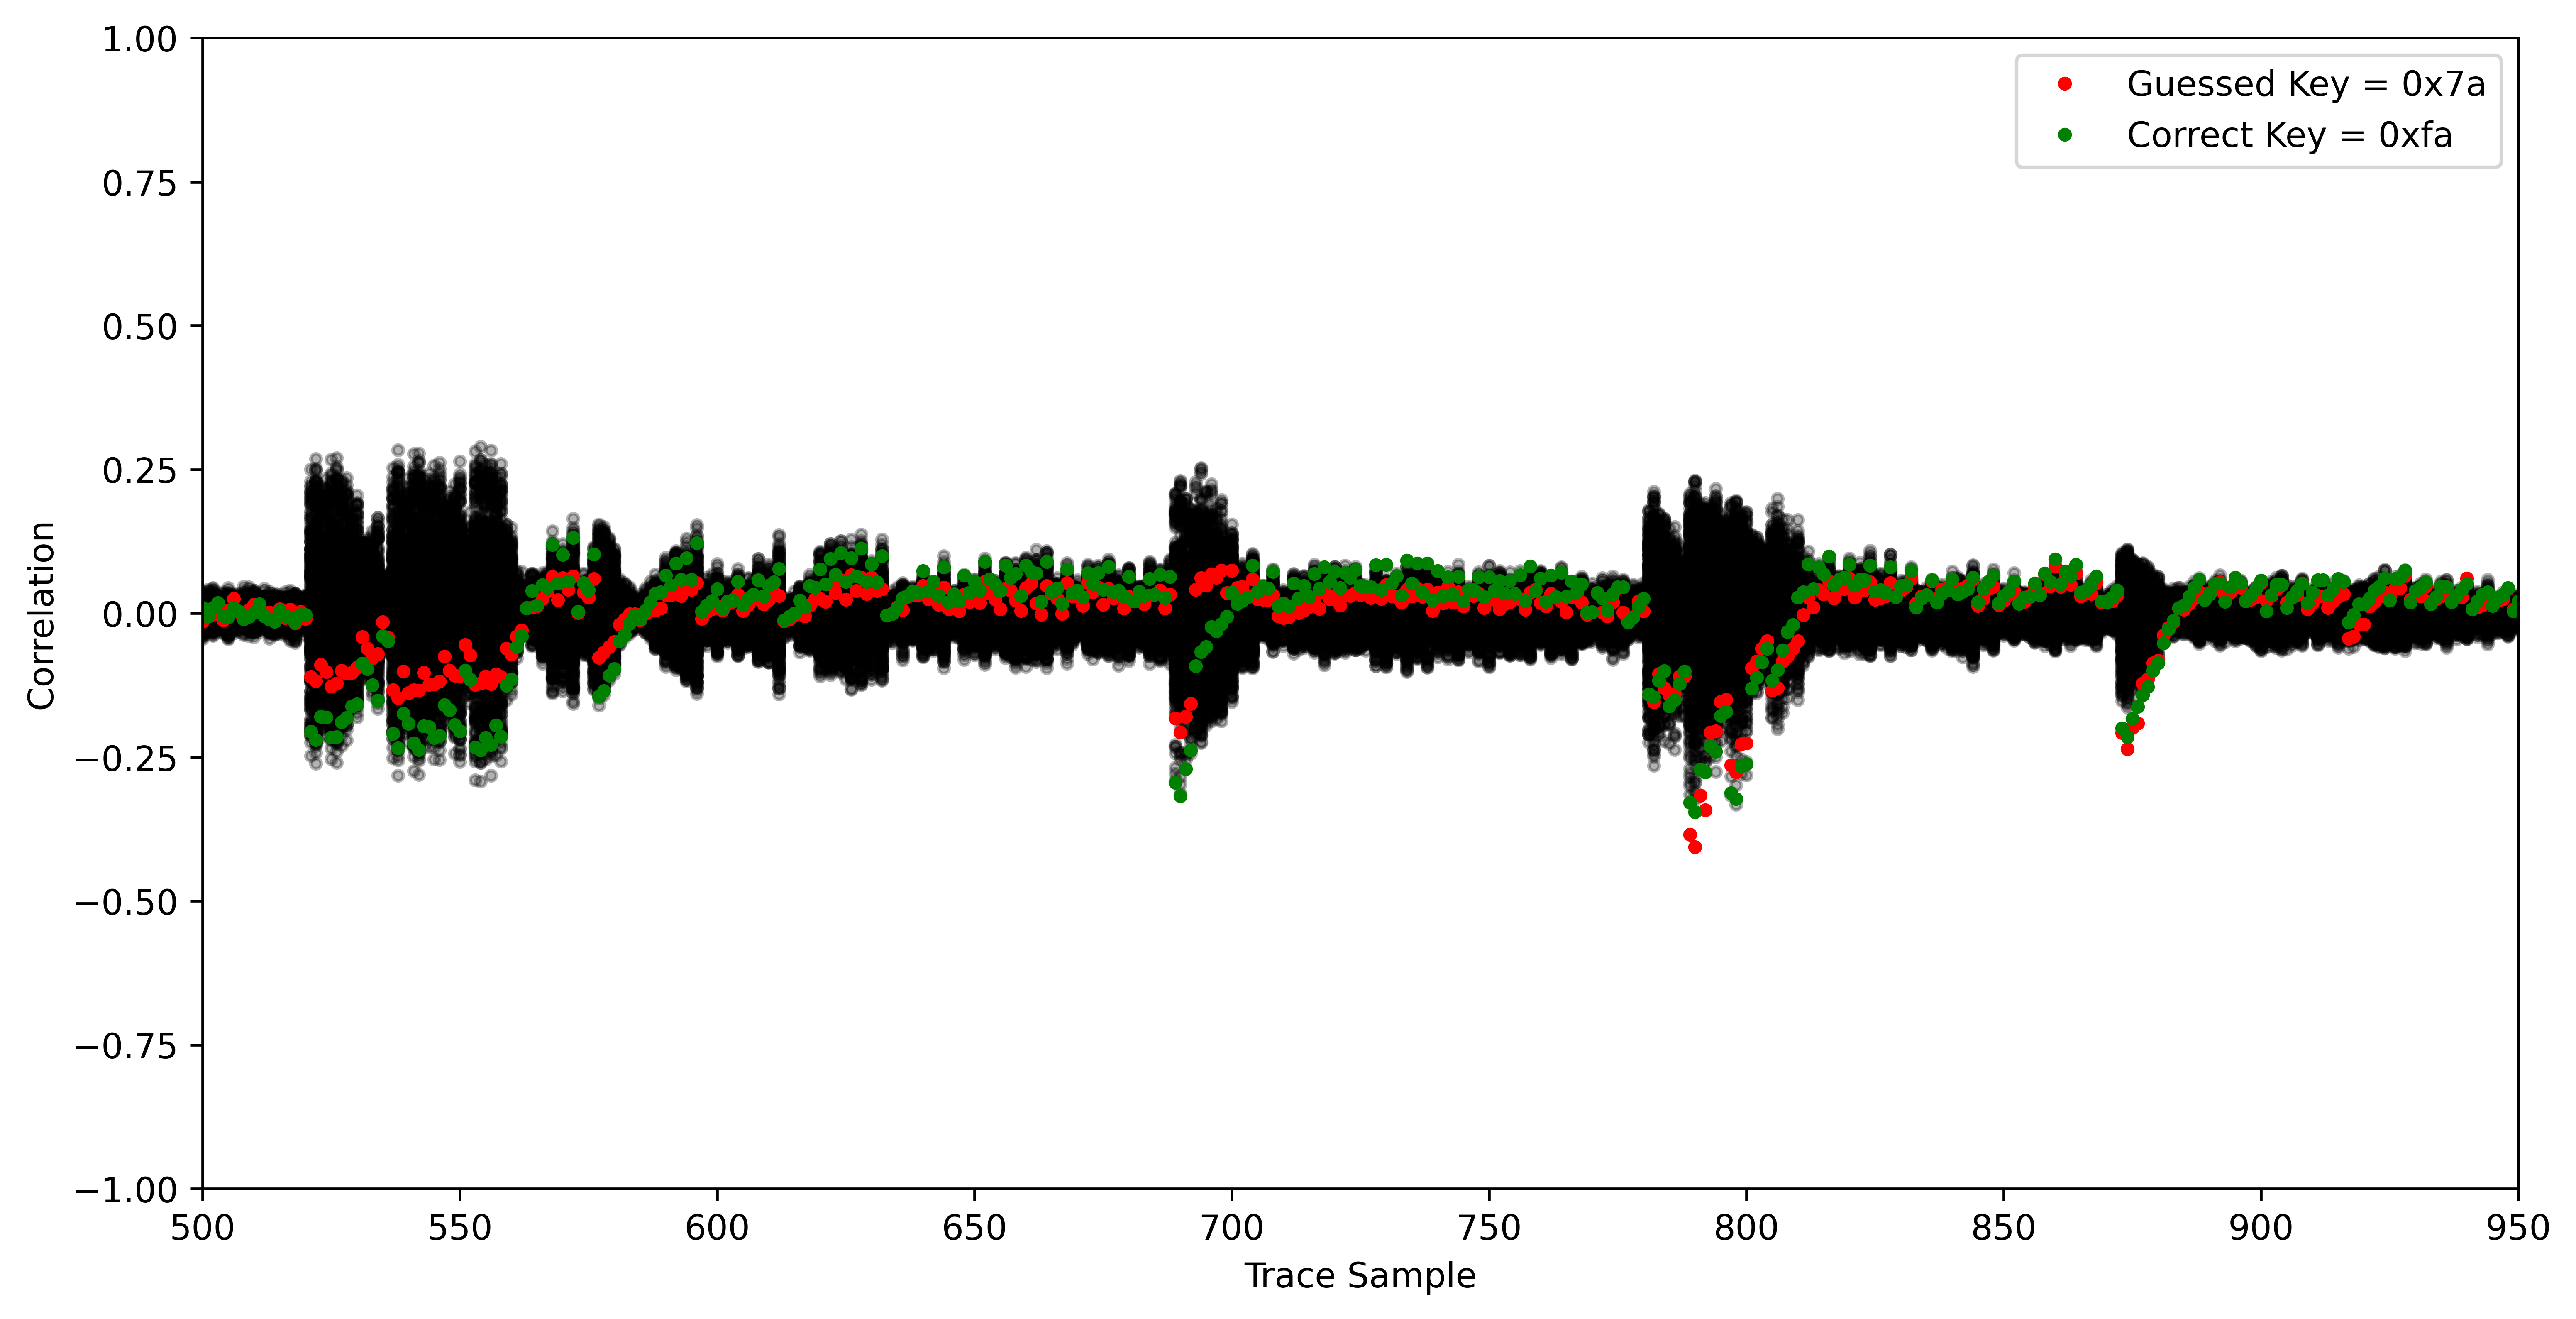 1.00
0.75
0.50
0.25
0.00
−0.25
−0.50
−0.75
−1.00
Correlation
Guessed Key = 0x7a
Correct Key = 0xfa
500 550 600 650 700 750 800 850 900 950
Trace Sample